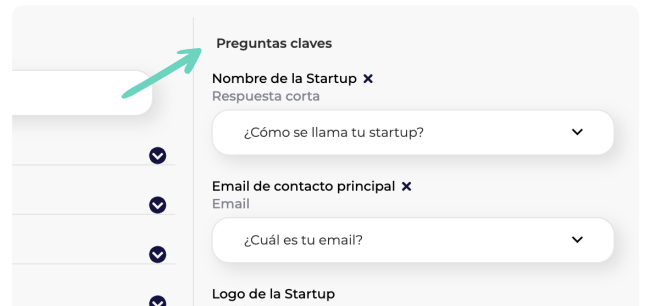 Preguntas claves
Nombre de la Startup
Respuesta corta
¿Cómo se llama tu startup?
Email de contacto principal
Email
¿Cuál es tu email?
Logo de la Startup